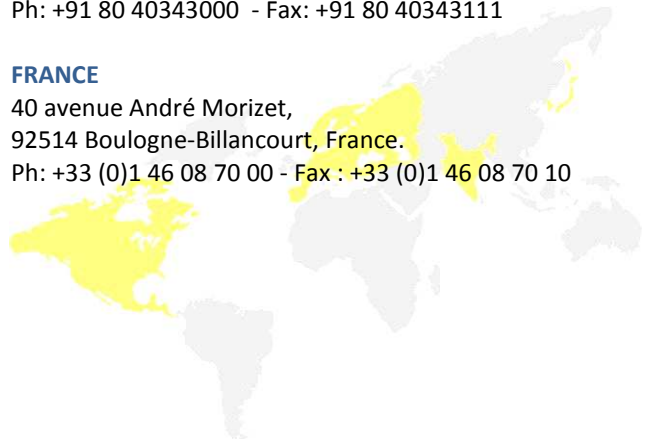 Ph: +91 80 40343000 - Fax: +91 80 40343111
FRANCE
40 avenue André Morizet,
92514 Boulogne-Billancourt, France.
Ph: +33 (0)1 46 08 70 00 - Fax : +33 (0)1 46 08 70 10